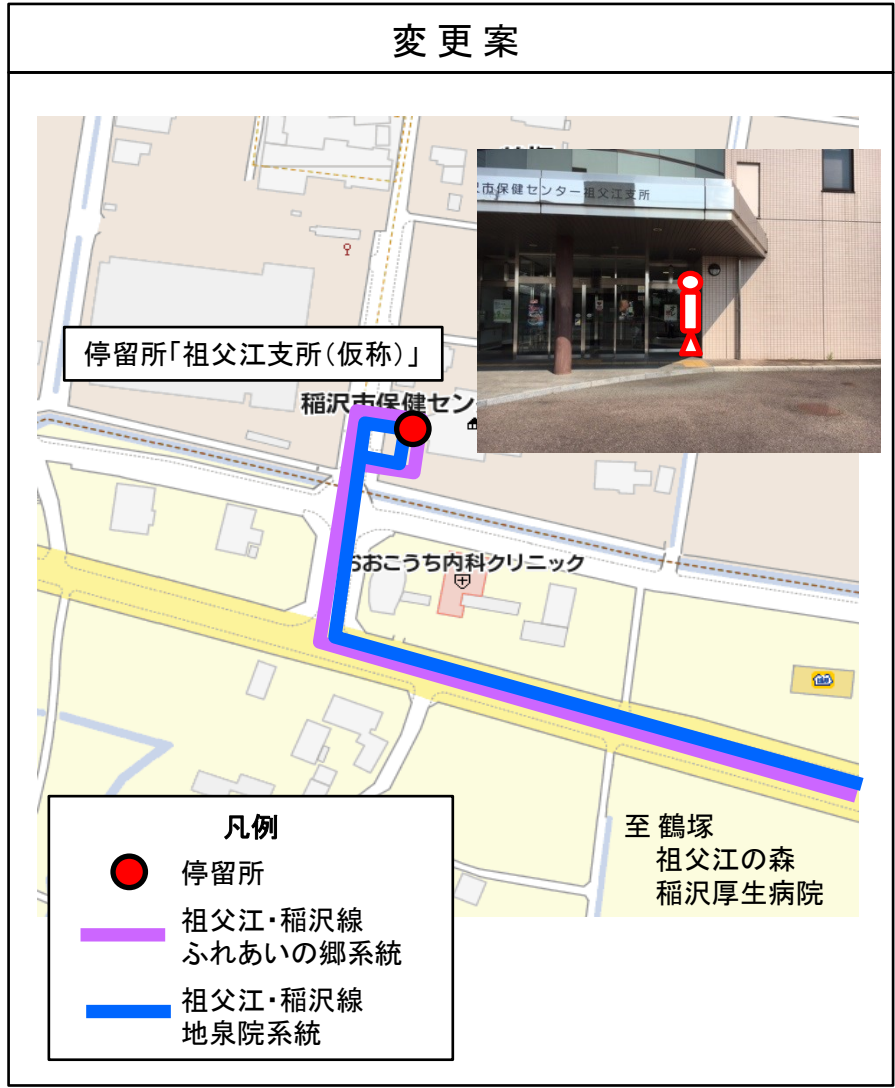 変更案
沢市保健センター祖父江支所
停留所「祖父江支所（仮称）」
稲沢市保健セン
おおこうち内科クリニック
至 鶴塚
祖父江の森
稲沢厚生病院
凡例
停留所
祖父江・稲沢線
ふれあいの郷系統
祖父江・稲沢線
地泉院系統